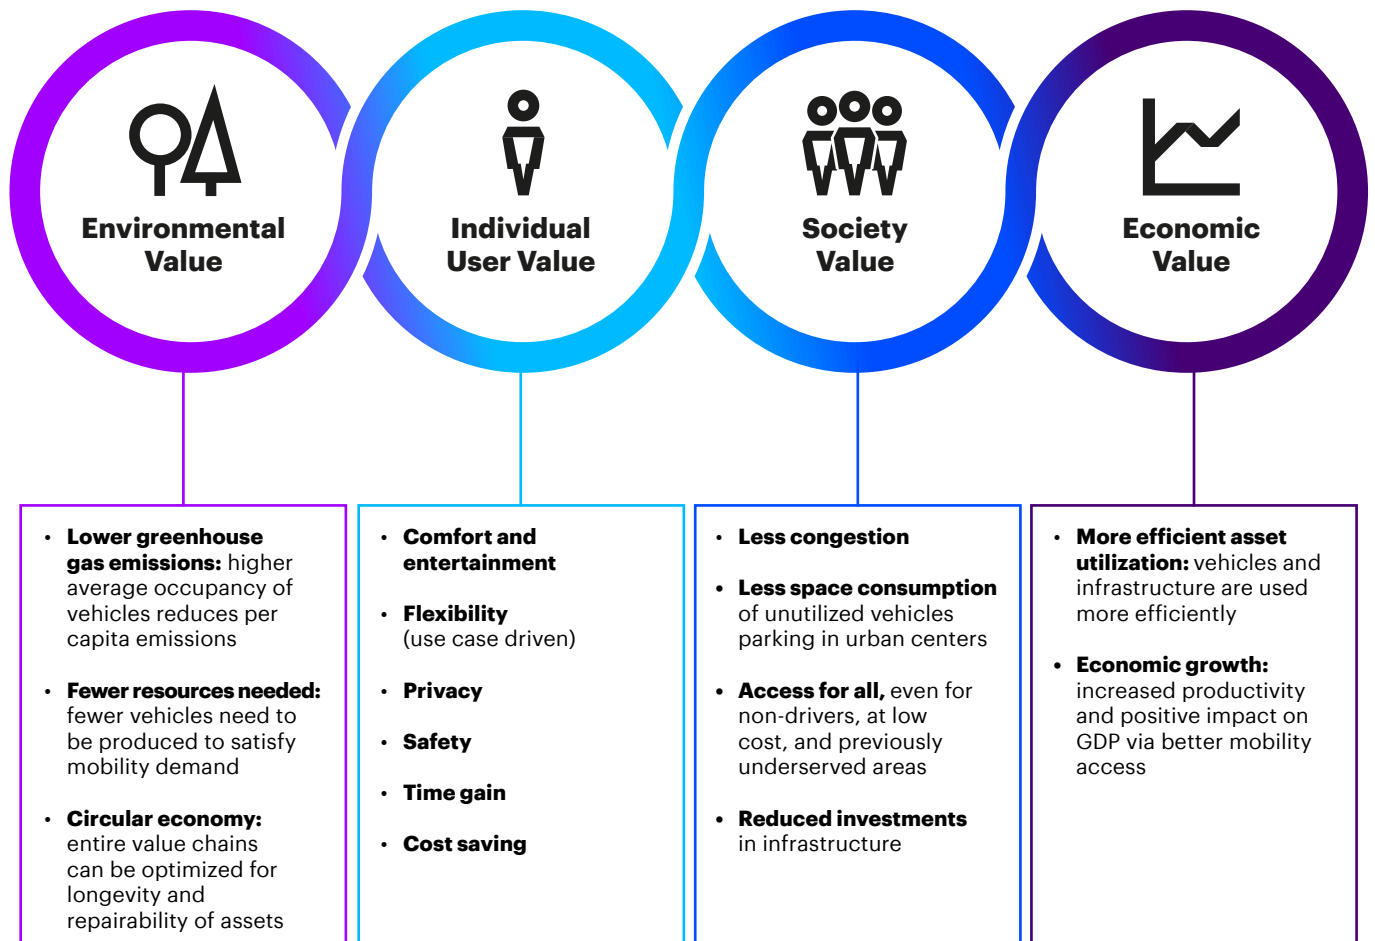 Environmental
Value
Individual
User Value
Society
Value
Economic
Value
• Lower greenhouse
gas emissions: higher
average occupancy of
vehicles reduces per
capita emissions
• Fewer resources needed:
fewer vehicles need to
be produced to satisfy
mobility demand
• Circular economy:
entire value chains
can be optimized for
longevity and
repairability of assets
• Comfort and
entertainment
• Flexibility
(use case driven)
• Privacy
• Safety
• Time gain
• Cost saving
• Less congestion
• Less space consumption
of unutilized vehicles
parking in urban centers
• Access for all, even for
non-drivers, at low
cost, and previously
underserved areas
• Reduced investments
in infrastructure
• More efficient asset
utilization: vehicles and
infrastructure are used
more efficiently
• Economic growth:
increased productivity
and positive impact on
GDP via better mobility
access